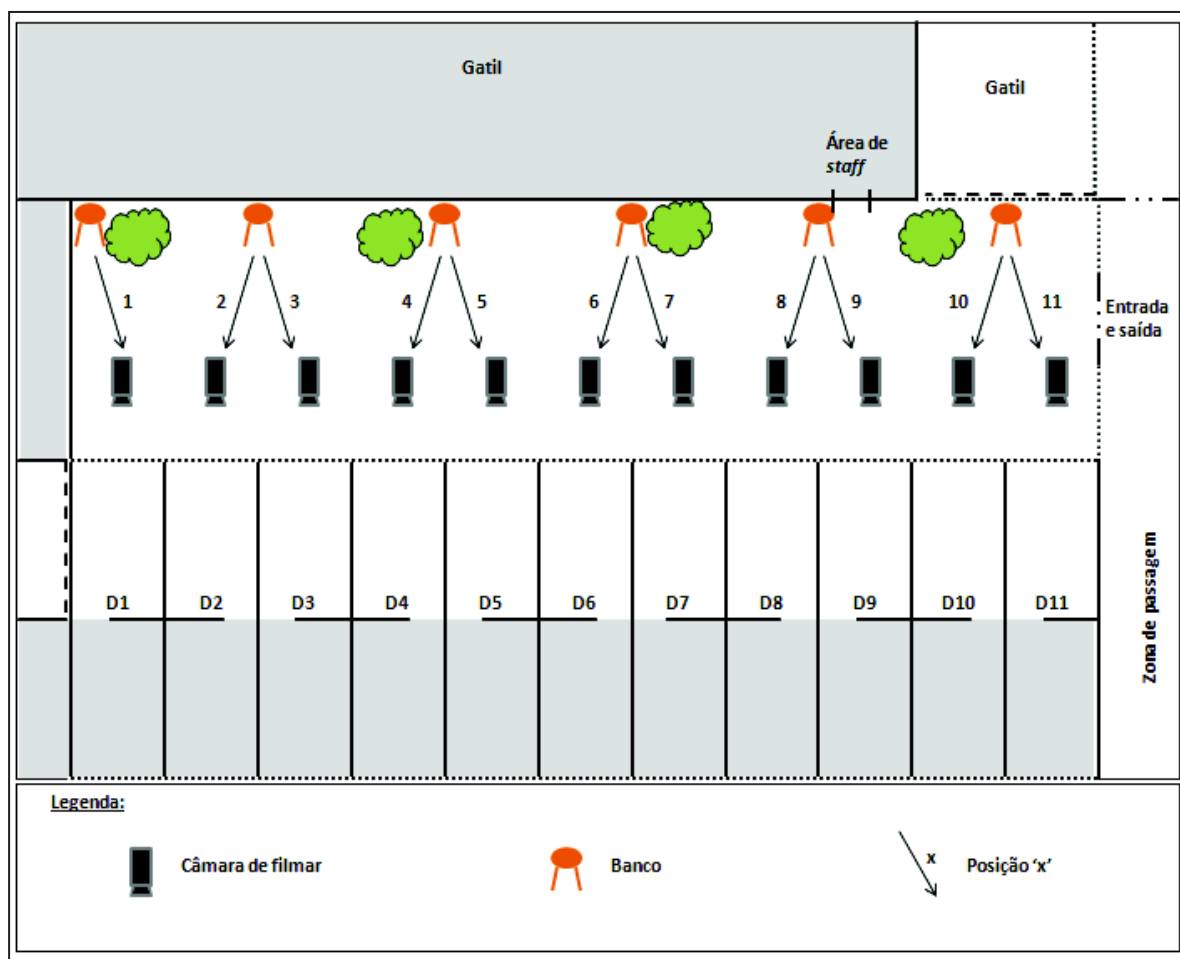 Gatil
Gatil
Área de
staff
1
2
3
4
5
6
7
8
9
10
11
Entrada
e saída
D1
D2
D3
D4
D5
D6
D7
D8
D9
D10
D11
Zona de passagem
Legenda:
Câmara de filmar
Banco
x
Posição ‘x’